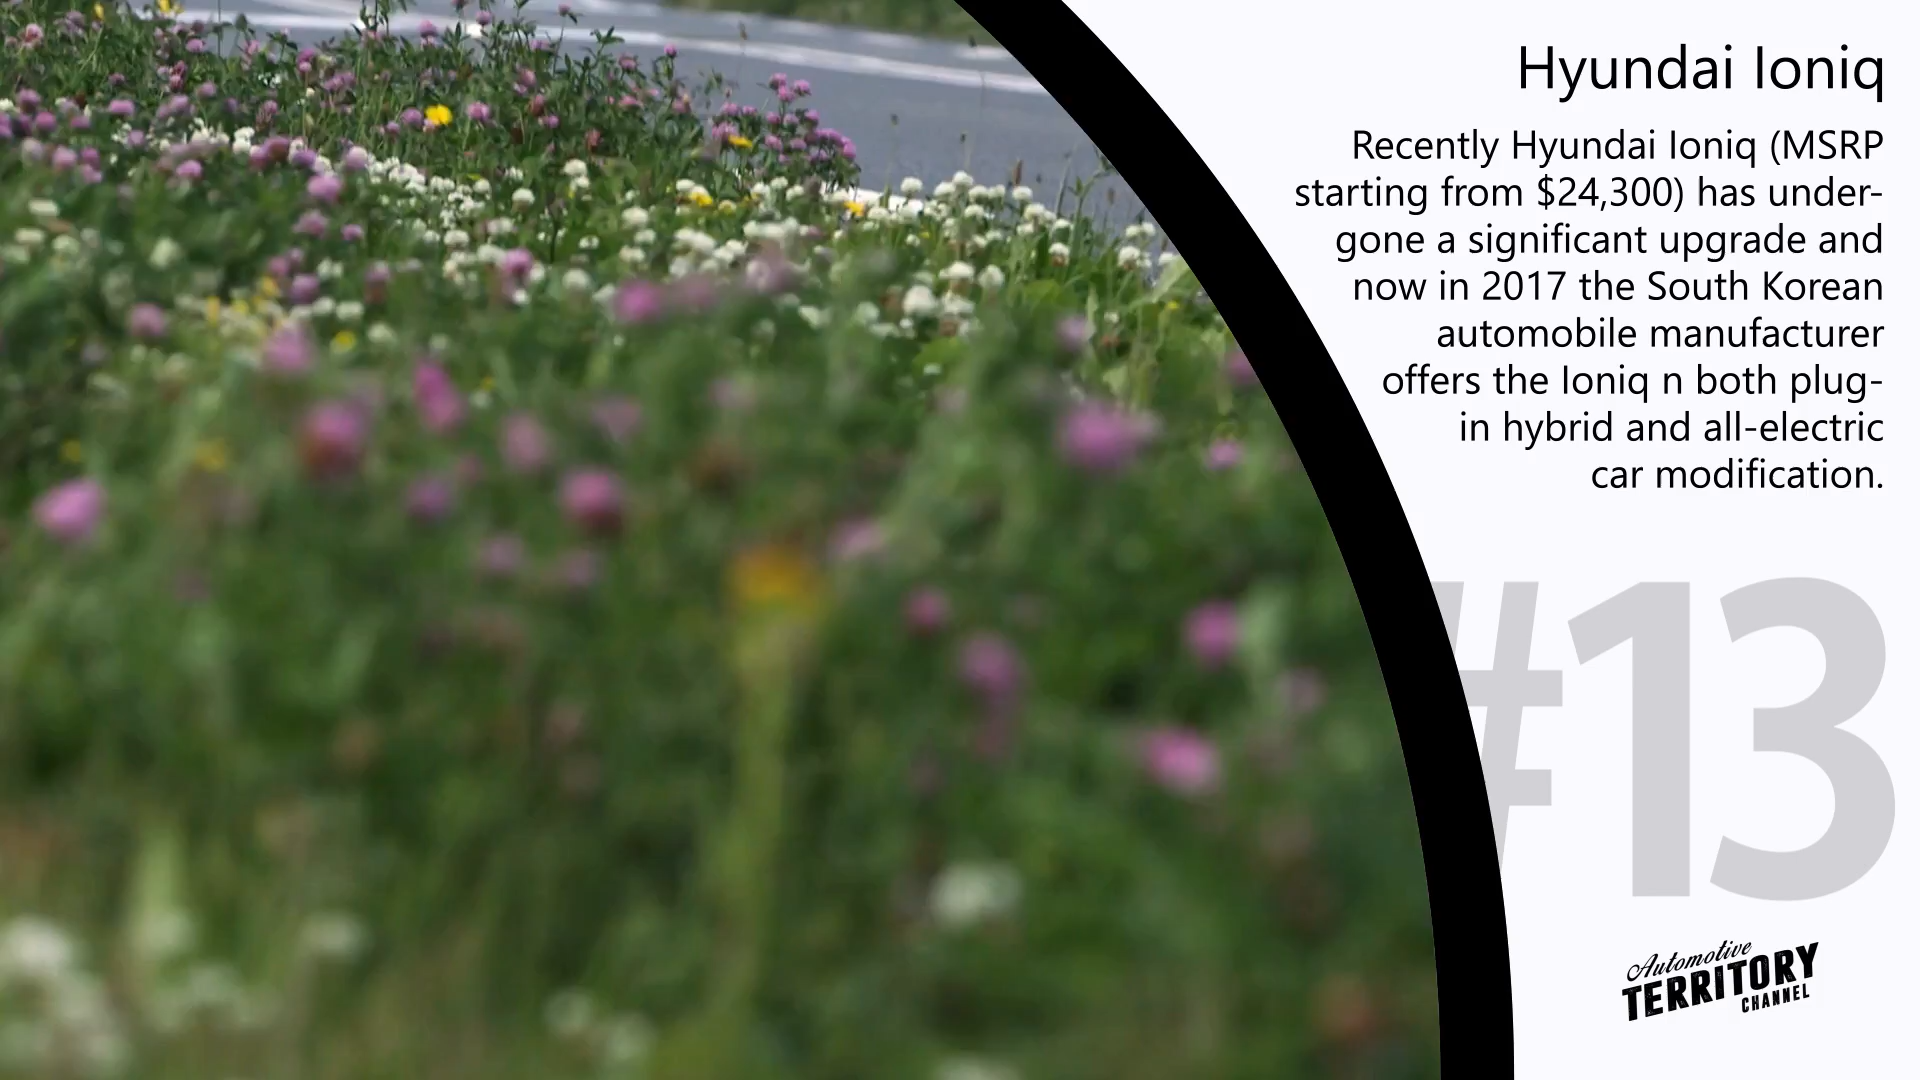 Hyundai Ioniq
Recently Hyundai Ioniq (MSRP
starting from $24,300) has under-
gone a significant upgrade and
now in 2017 the South Korean
automobile manufacturer
offers the Ioniq n both plug-
in hybrid and all-electric
car modification.
#13
Automotive
TERRITORY
CHANNEL